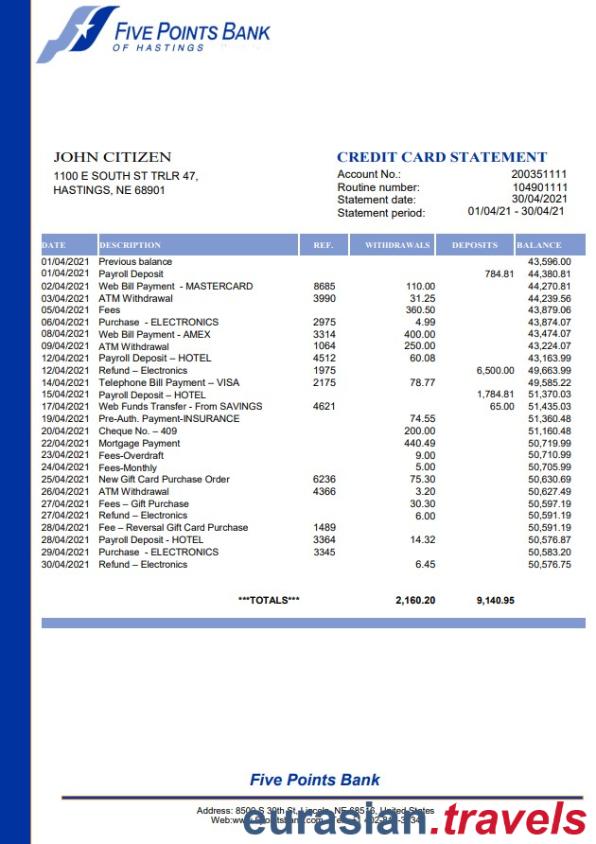 FIVE POINTS BANK
OF HASTINGS
JOHN CITIZEN
1100 E SOUTH ST TRLR 47,
HASTINGS, NE 68901
CREDIT CARD STATEMENT
Account No.: 200351111
Routine number: 104901111
Statement date: 30/04/2021
Statement period: 01/04/21 - 30/04/21
DATE DESCRIPTION REF. WITHDRAWALS DEPOSITS BALANCE
01/04/2021 Previous balance 43,596.00
01/04/2021 Payroll Deposit 784.81 44,380.81
02/04/2021 Web Bill Payment - MASTERCARD 8685 110.00 44,270.81
03/04/2021 ATM Withdrawal 3990 31.25 44,239.56
05/04/2021 Fees 360.50 43,879.06
06/04/2021 Purchase - ELECTRONICS 2975 4.99 43,874.07
08/04/2021 Web Bill Payment - AMEX 3314 400.00 43,474.07
09/04/2021 ATM Withdrawal 1064 250.00 43,224.07
12/04/2021 Payroll Deposit – HOTEL 4512 60.08 43,163.99
12/04/2021 Refund – Electronics 1975 6,500.00 49,663.99
14/04/2021 Telephone Bill Payment – VISA 2175 78.77 49,585.22
15/04/2021 Payroll Deposit – HOTEL 1,784.81 51,370.03
17/04/2021 Web Funds Transfer - From SAVINGS 4621 65.00 51,435.03
19/04/2021 Pre-Auth. Payment-INSURANCE 74.55 51,360.48
20/04/2021 Cheque No. – 409 200.00 51,160.48
22/04/2021 Mortgage Payment 440.49 50,719.99
23/04/2021 Fees-Overdraft 9.00 50,710.99
24/04/2021 Fees-Monthly 5.00 50,705.99
25/04/2021 New Gift Card Purchase Order 6236 75.30 50,630.69
26/04/2021 ATM Withdrawal 4366 3.20 50,627.49
27/04/2021 Fees – Gift Purchase 30.30 50,597.19
27/04/2021 Refund – Electronics 6.00 50,591.19
28/04/2021 Fee – Reversal Gift Card Purchase 1489 50,591.19
28/04/2021 Payroll Deposit - HOTEL 3364 14.32 50,576.87
29/04/2021 Purchase - ELECTRONICS 3345 50,583.20
30/04/2021 Refund – Electronics 6.45 50,576.75
***TOTALS*** 2,160.20 9,140.95
Five Points Bank
Address: 8500 S 30th St, Lincoln, NE 68516, United States
eurasian.travels